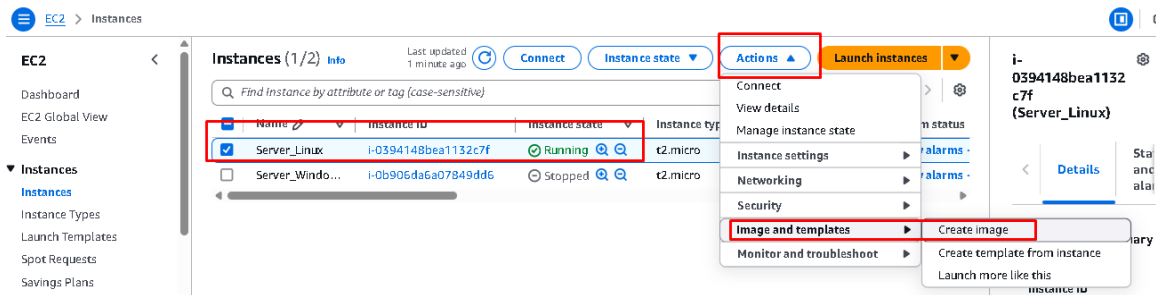 EC2 > Instances
EC2
Dashboard
EC2 Global View
Events
Instances
Instances
Instance Types
Launch Templates
Spot Requests
Savings Plans
Instances (1/2) Info
Last updated
1 minute ago
Connect
Instance state
Actions
Launch instances
Find Instance by attribute or tag (case-sensitive)
Name
Instance ID
Instance state
Instance typ
m status
Server_Linux i-0394148bea1132c7f Running t2.micro alarms
Server_Windo... i-0b906da6a07849dd6 Stopped t2.micro alarms
Connect
View details
Manage instance state
Instance settings
Networking
Security
Image and templates
Monitor and troubleshoot
Create image
Create template from instance
Launch more like this
i-
0394148bea1132
c7f
(Server_Linux)
Details
Sta
and
ala
ary
Instance ID